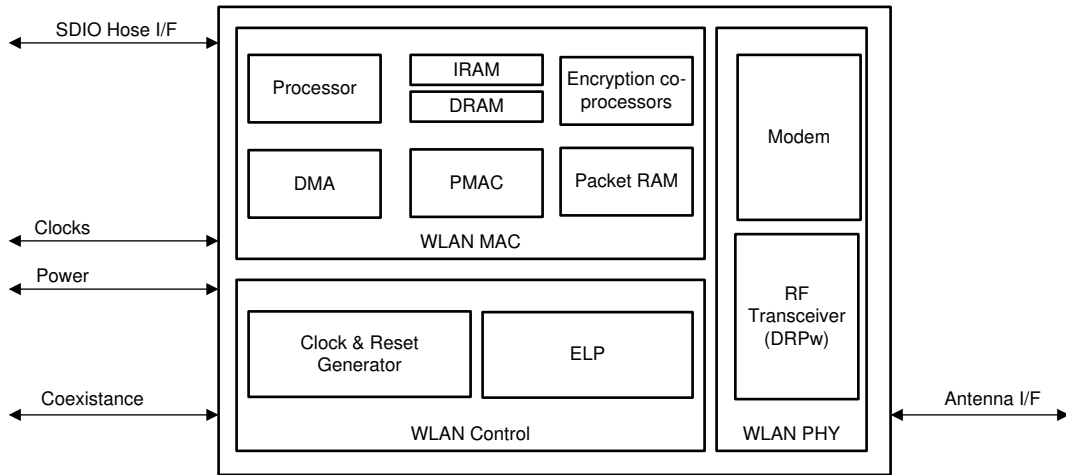 SDIO Hose I/F
Processor
IRAM
DRAM
Encryption co-
processors
DMA
PMAC
Packet RAM
WLAN MAC
Clocks
Power
Clock & Reset
Generator
ELP
Coexistance
WLAN Control
Modem
RF
Transceiver
(DRPw)
WLAN PHY
Antenna I/F